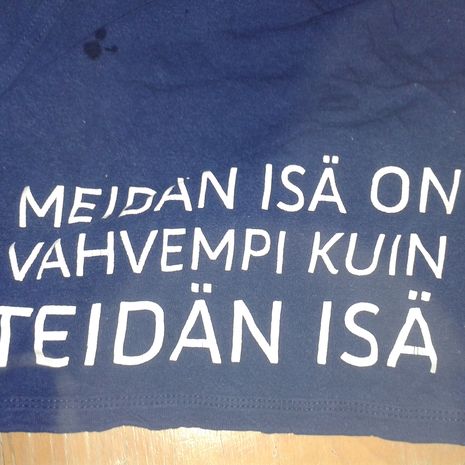 MEIDÄN ISÄ ON
VAHVEMPI KUIN
TEIDÄN ISÄ